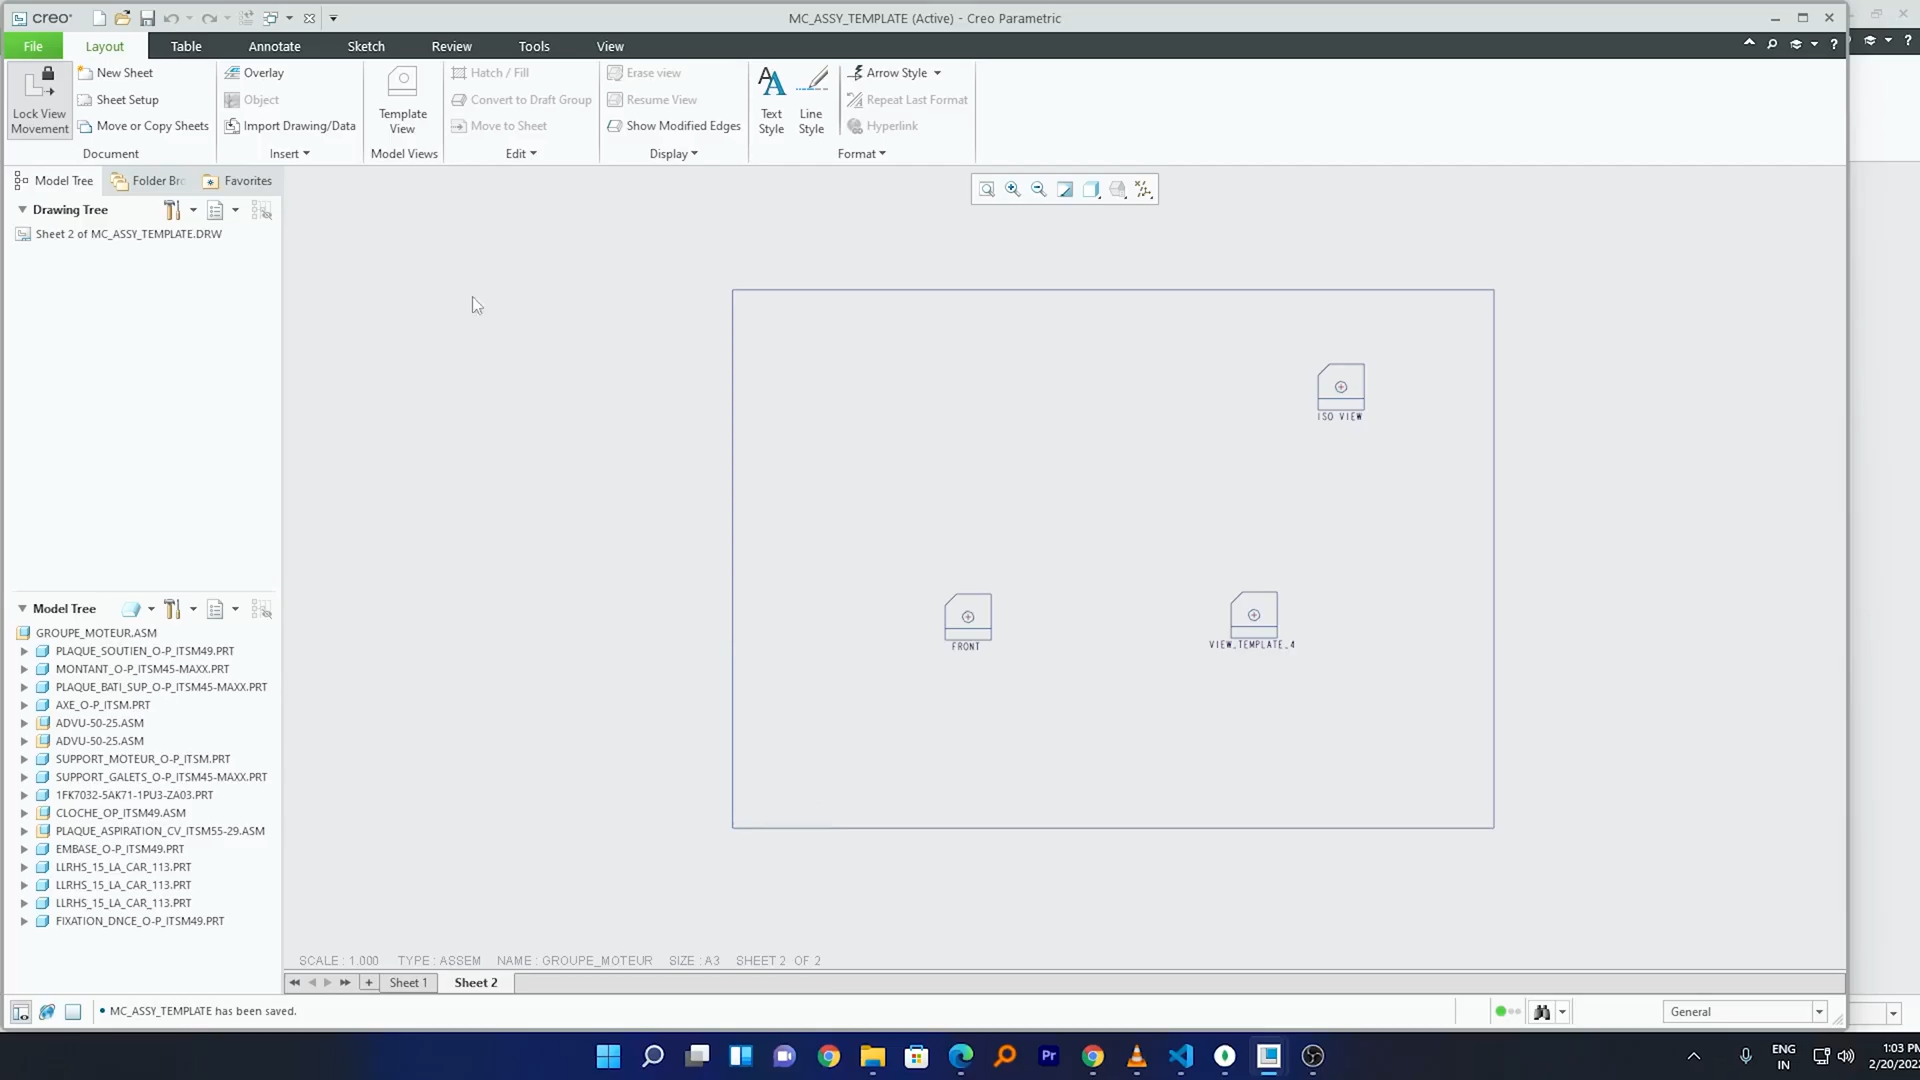 creo
MC_ASSY_TEMPLATE (Active) - Creo Parametric
File
Layout
Table
Annotate
Sketch
Review
Tools
View
Lock View
Movement
New Sheet
Sheet Setup
Move or Copy Sheets
Document
Overlay
Object
Import Drawing/Data
Insert
Template
View
Model Views
Hatch / Fill
Convert to Draft Group
Move to Sheet
Edit
Erase view
Resume View
Show Modified Edges
Display
Text
Style
Line
Style
Arrow Style
Repeat Last Format
Hyperlink
Format
Model Tree
Folder Bro
Favorites
Drawing Tree
Sheet 2 of MC_ASSY_TEMPLATE.DRW
ISO VIEW
FRONT
VIEW_TEMPLATE_4
Model Tree
GROUPE_MOTEUR.ASM
PLAQUE_SOUTIEN_O-P_ITSM49.PRT
MONTANT_O-P_ITSM45-MAXX.PRT
PLAQUE_BATI_SUP_O-P_ITSM45-MAXX.PRT
AXE_O-P_ITSM.PRT
ADVU-50-25.ASM
ADVU-50-25.ASM
SUPPORT_MOTEUR_O-P_ITSM.PRT
SUPPORT_GALETS_O-P_ITSM45-MAXX.PRT
1FK7032-5AK71-1PU3-ZA03.PRT
CLOCHE_OP_ITSM49.ASM
PLAQUE_ASPIRATION_CV_ITSM55-29.ASM
EMBASE_O-P_ITSM49.PRT
LLRHS_15_LA_CAR_113.PRT
LLRHS_15_LA_CAR_113.PRT
LLRHS_15_LA_CAR_113.PRT
FIXATION_DNCE_O-P_ITSM49.PRT
SCALE : 1.000 TYPE : ASSEM NAME : GROUPE_MOTEUR SIZE : A3 SHEET 2 OF 2
Sheet 1
Sheet 2
• MC_ASSY_TEMPLATE has been saved.
General
Pr
ENG
IN
1:03 PM
2/20/202